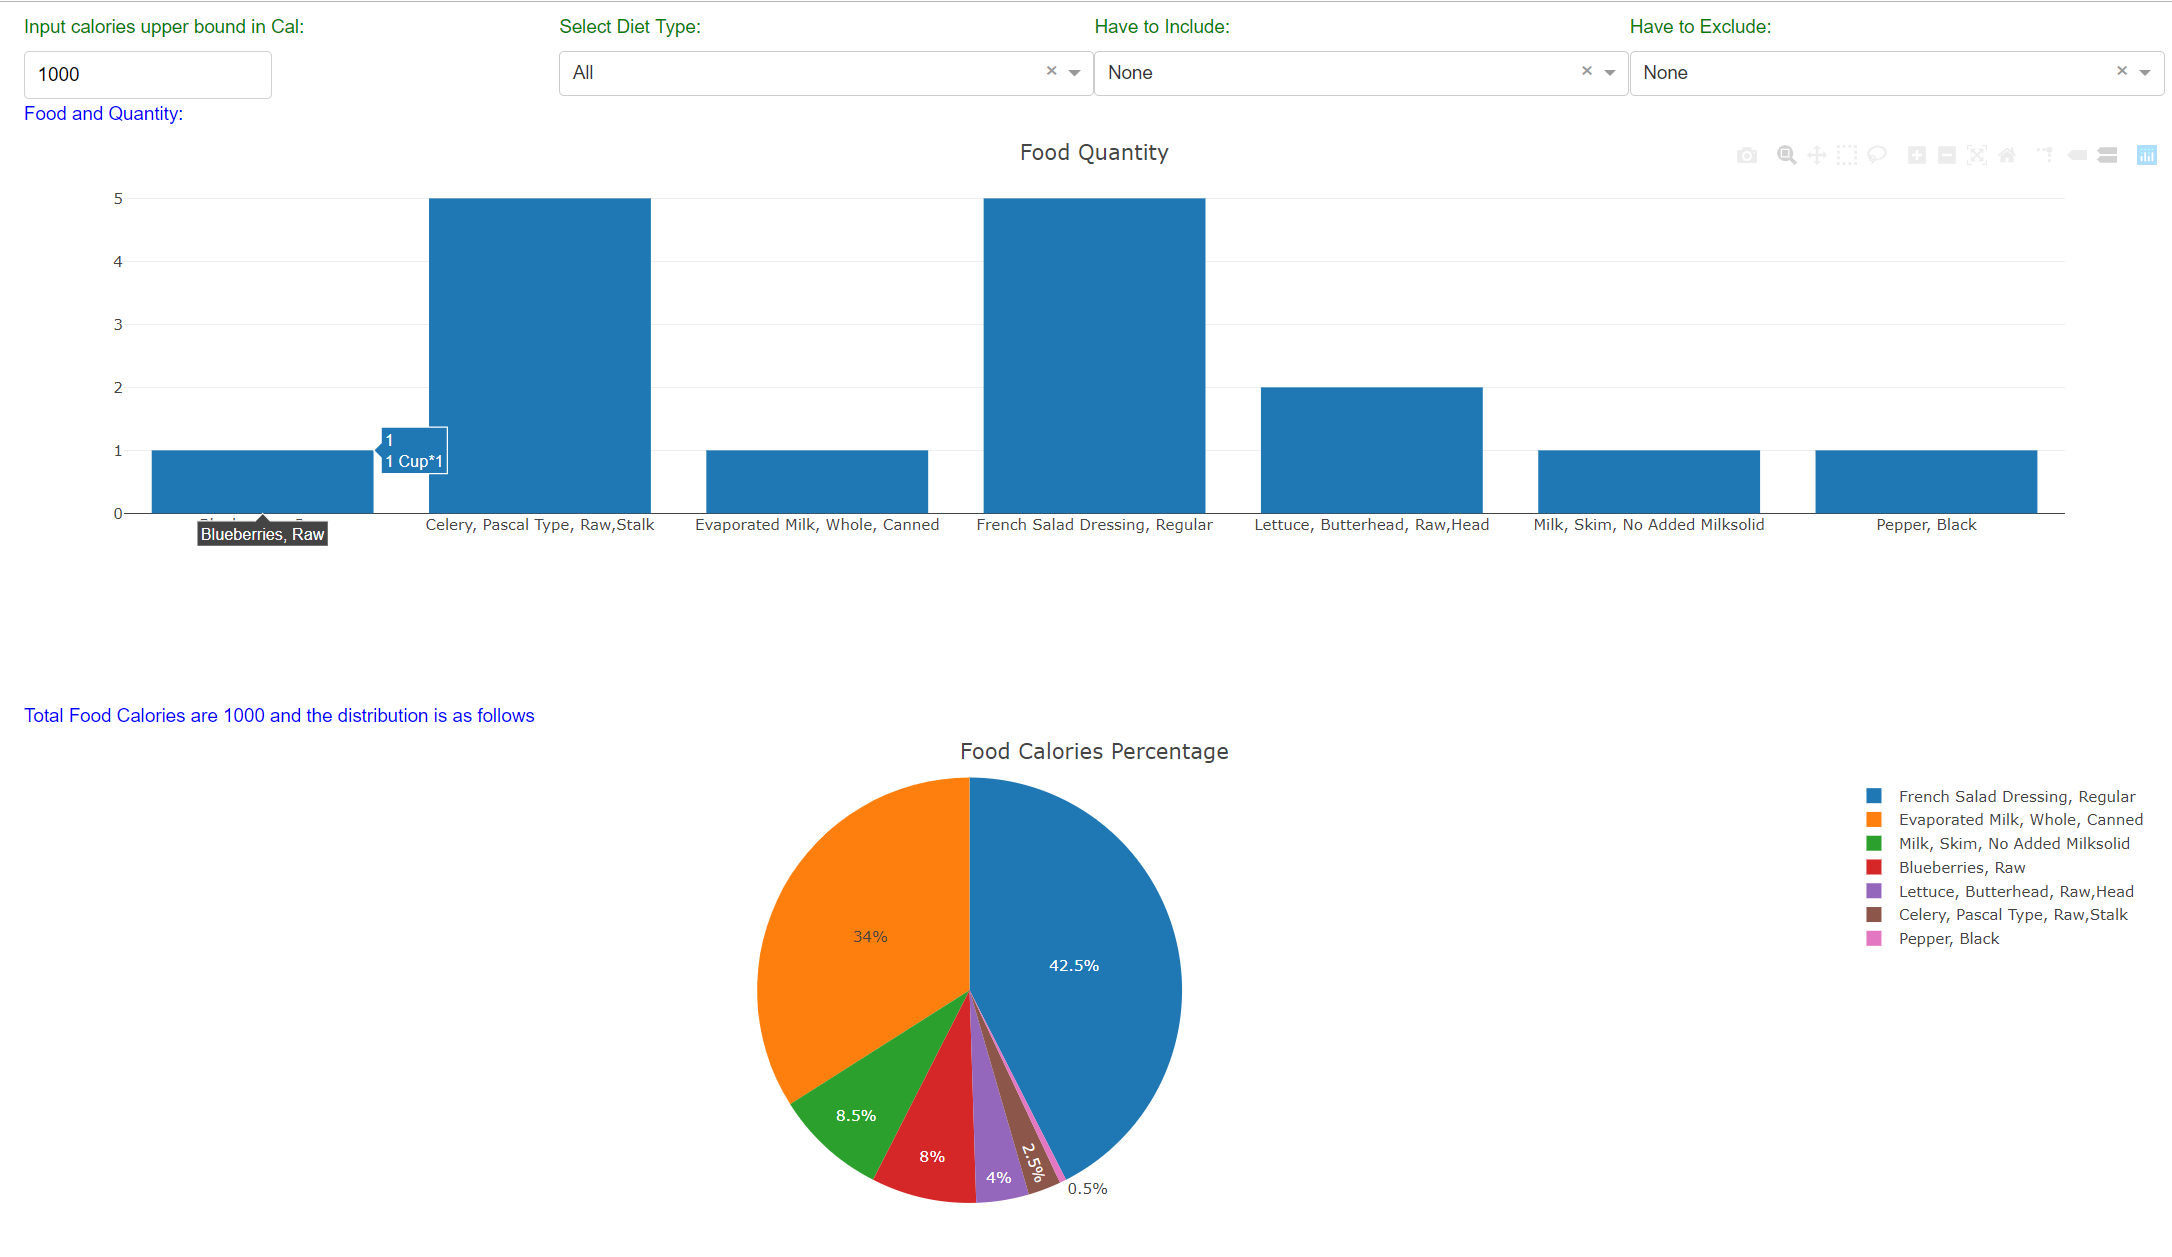 Input calories upper bound in Cal:
Select Diet Type:
Have to Include:
Have to Exclude:
1000
All
None
None
Food and Quantity:
Food Quantity
5
4
3
2
1
0
1
1 Cup*1
Blueberries, Raw
Celery, Pascal Type, Raw,Stalk
Evaporated Milk, Whole, Canned
French Salad Dressing, Regular
Lettuce, Butterhead, Raw,Head
Milk, Skim, No Added Milksolid
Pepper, Black
Total Food Calories are 1000 and the distribution is as follows
Food Calories Percentage
French Salad Dressing, Regular
Evaporated Milk, Whole, Canned
Milk, Skim, No Added Milksolid
Blueberries, Raw
Lettuce, Butterhead, Raw,Head
Celery, Pascal Type, Raw,Stalk
Pepper, Black
34%
42.5%
8.5%
8%
4%
2.5%
0.5%